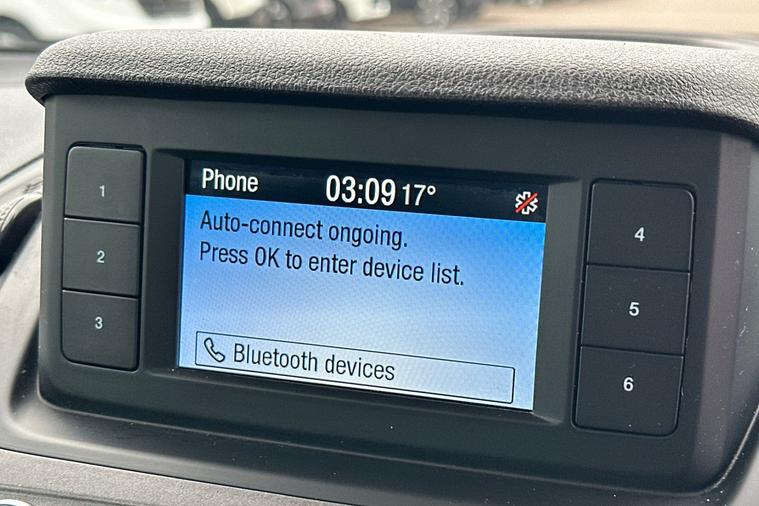 Phone 03:09 17°
Auto-connect ongoing.
Press OK to enter device list.
Bluetooth devices
1
2
3
4
5
6